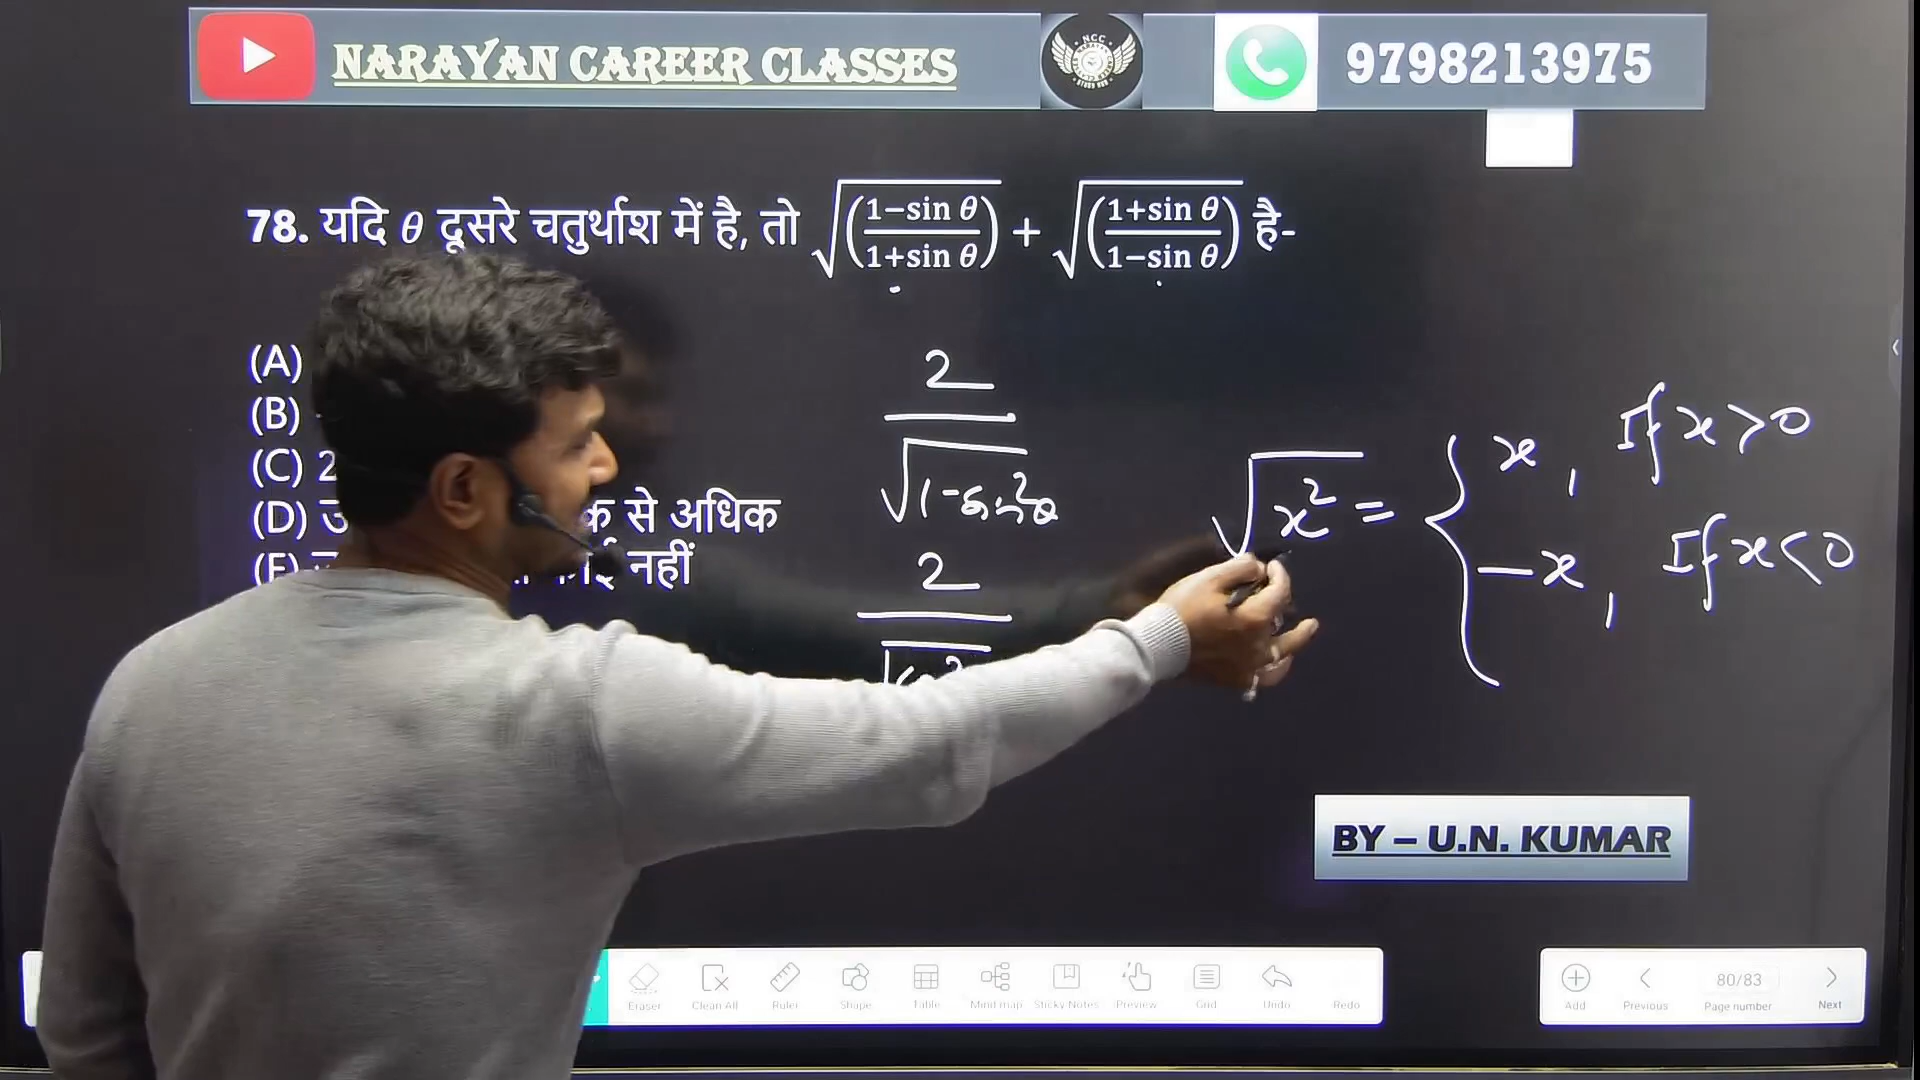 NARAYAN CAREER CLASSES
NCC
9798213975
78. यदि θ दूसरे चतुर्थाश में है, तो √((1−sin θ)/(1+sin θ)) + √((1+sin θ)/(1−sin θ)) है-
(A)
(B)
(C) 2
(D) उ क से अधिक
(E) नहीं
2
√1-sin²θ
2
√x² = { x, If x>0
-x, If x<0
BY – U.N. KUMAR
Eraser Clean All Ruler Shape Table Mind map Sticky Notes Preview Grid Undo Redo
Add Previous 80/83 Page number Next